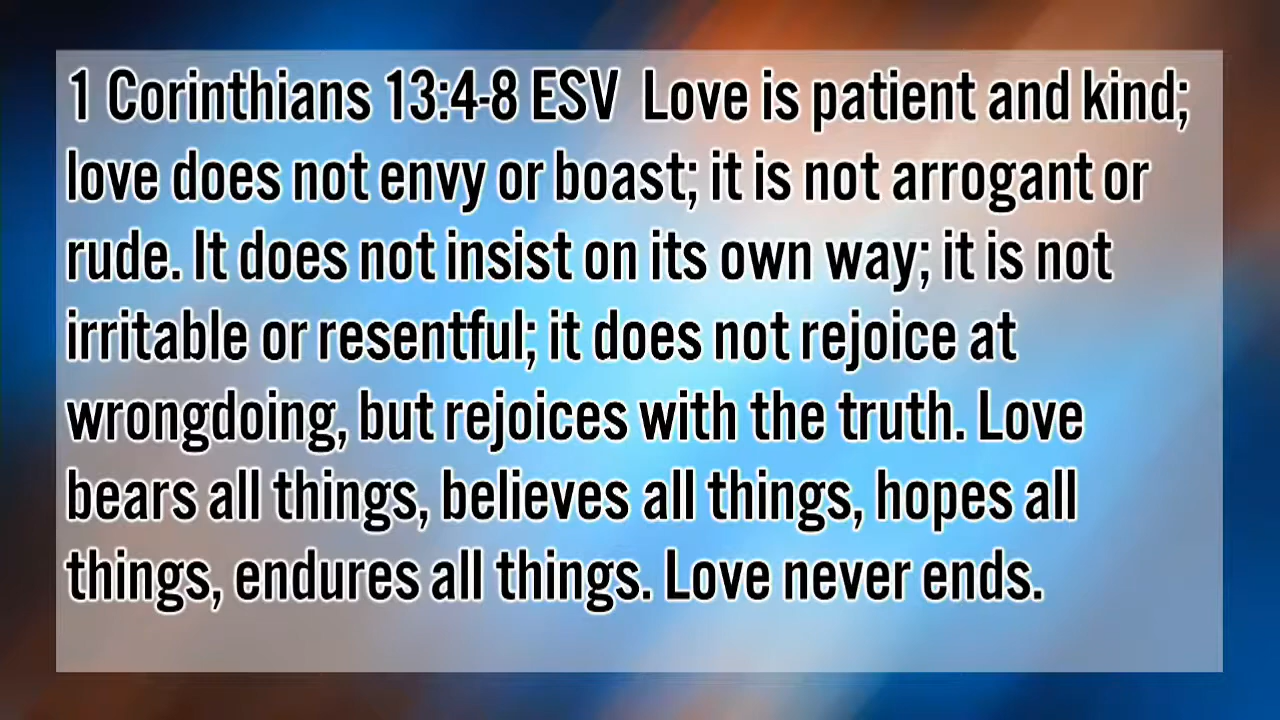 1 Corinthians 13:4-8 ESV  Love is patient and kind;
love does not envy or boast; it is not arrogant or
rude. It does not insist on its own way; it is not
irritable or resentful; it does not rejoice at
wrongdoing, but rejoices with the truth. Love
bears all things, believes all things, hopes all
things, endures all things. Love never ends.